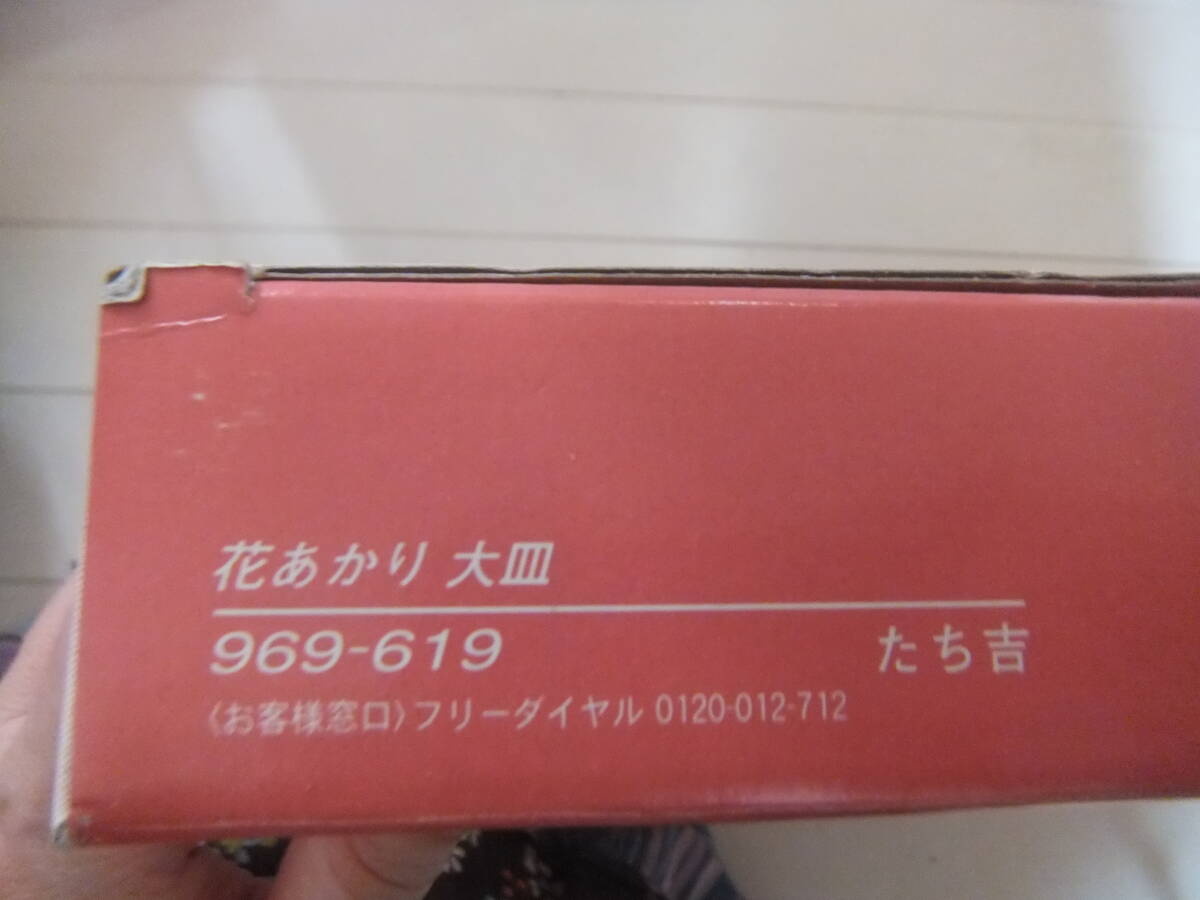 花あかり 大皿
969-619 たち吉
〈お客様窓口〉フリーダイヤル 0120-012-712